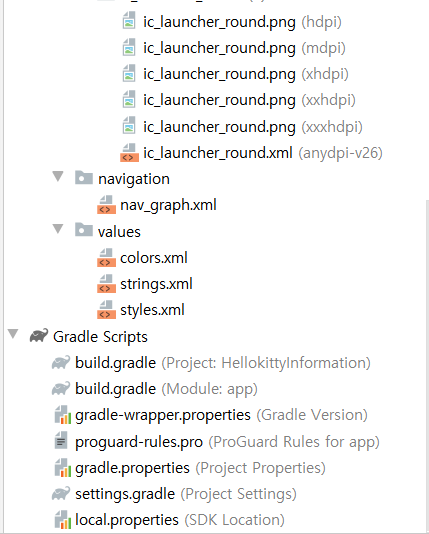 ic_launcher_round.png (hdpi)
ic_launcher_round.png (mdpi)
ic_launcher_round.png (xhdpi)
ic_launcher_round.png (xxhdpi)
ic_launcher_round.png (xxxhdpi)
ic_launcher_round.xml (anydpi-v26)
navigation
nav_graph.xml
values
colors.xml
strings.xml
styles.xml
Gradle Scripts
build.gradle (Project: HellokittyInformation)
build.gradle (Module: app)
gradle-wrapper.properties (Gradle Version)
proguard-rules.pro (ProGuard Rules for app)
gradle.properties (Project Properties)
settings.gradle (Project Settings)
local.properties (SDK Location)